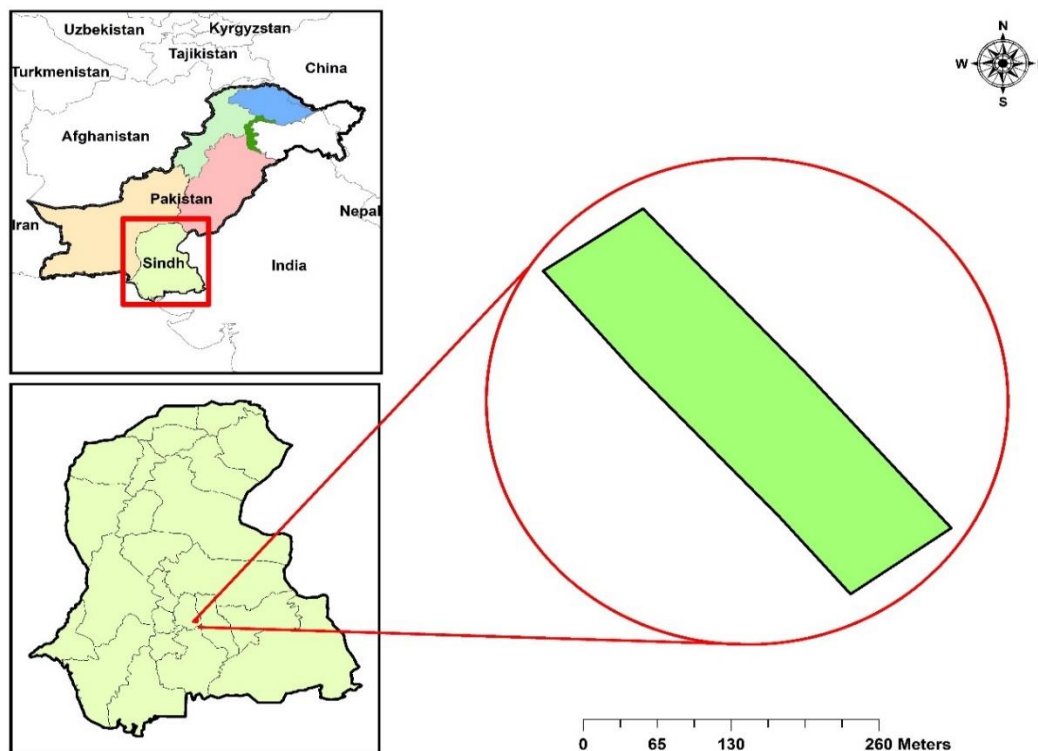 Uzbekistan
Kyrgyzstan
Tajikistan
Turkmenistan
China
Afghanistan
Pakistan
Nepal
Iran
Sindh
India
N
W
S
0 65 130 260 Meters